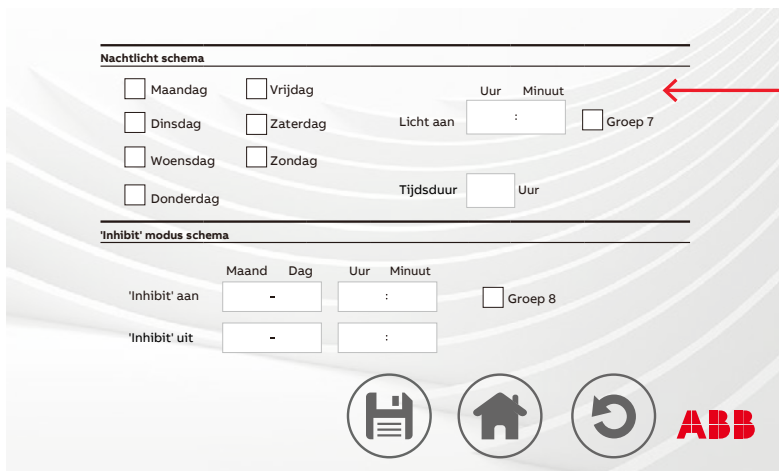 Nachtlicht schema
Maandag Vrijdag
Uur Minuut
Dinsdag Zaterdag
Licht aan : Groep 7
Woensdag Zondag
Donderdag
Tijdsduur Uur
'Inhibit' modus schema
Maand Dag Uur Minuut
'Inhibit' aan - : Groep 8
'Inhibit' uit - :
ABB